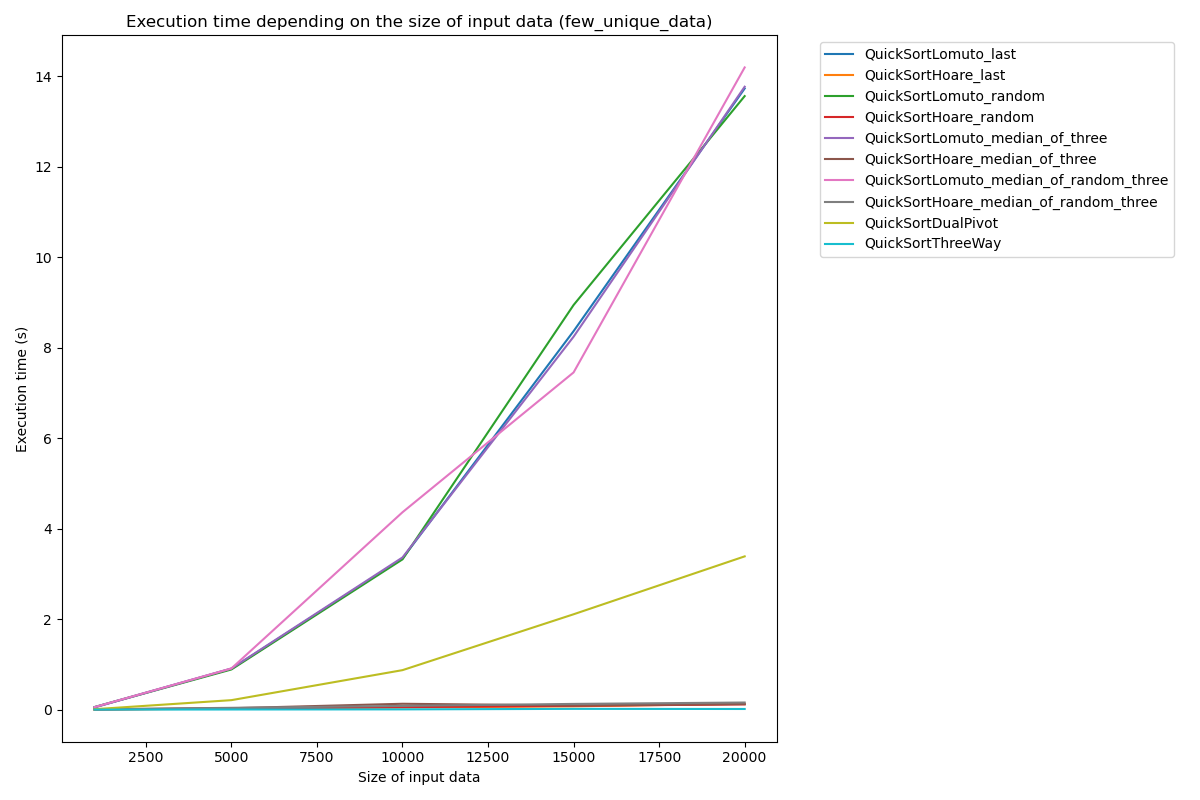 Execution time depending on the size of input data (few_unique_data)
QuickSortLomuto_last
QuickSortHoare_last
QuickSortLomuto_random
QuickSortHoare_random
QuickSortLomuto_median_of_three
QuickSortHoare_median_of_three
QuickSortLomuto_median_of_random_three
QuickSortHoare_median_of_random_three
QuickSortDualPivot
QuickSortThreeWay
Execution time (s)
14
12
10
8
6
4
2
0
2500 5000 7500 10000 12500 15000 17500 20000
Size of input data